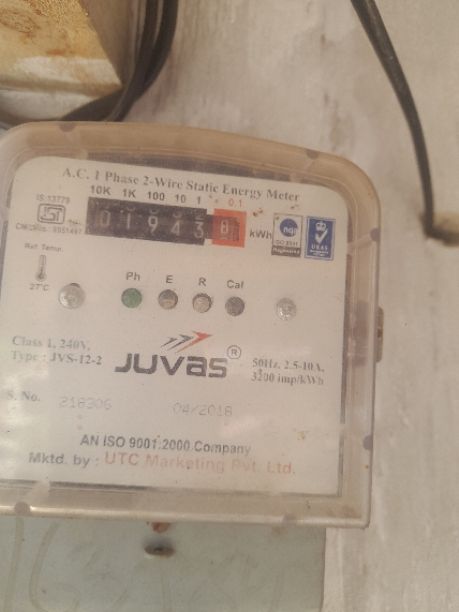 A.C. 1 Phase 2-Wire Static Energy Meter
10K 1K 100 10 1 0.1
IS:13779
01943 8 kWh
Ref. Temp.
27°C
Ph E R Cal
Class 1, 240V,
Type : JVS-12-2
JUVAS®
50Hz, 2.5-10A,
3200 imp/kWh
S. No. 218306 04/2018
AN ISO 9001:2000 Company
Mktd. by : UTC Marketing Pvt. Ltd.